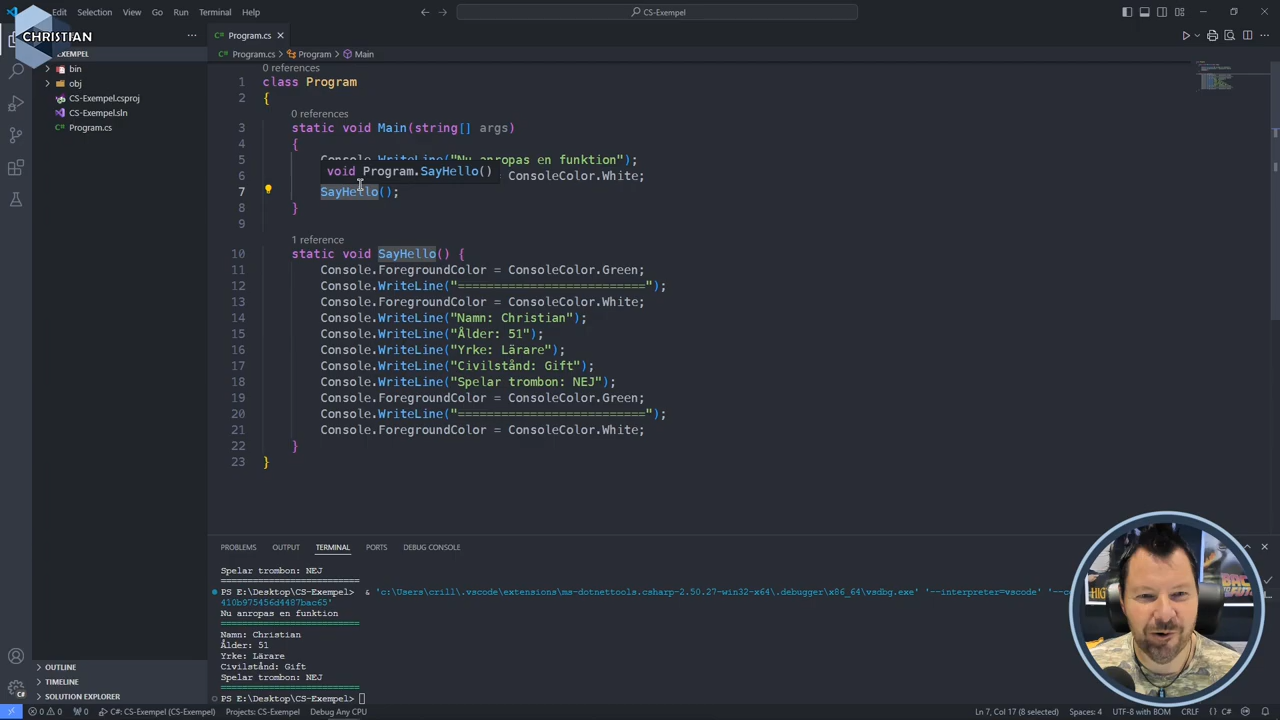 Edit Selection View Go Run Terminal Help
CS-Exempel
CHRISTIAN
EXEMPEL
Program.cs
Program.cs Program Main
bin
obj
CS-Exempel.csproj
CS-Exempel.sln
Program.cs
0 references
1 class Program
2 {
0 references
3 static void Main(string[] args)
4 {
5 Console.WriteLine("Nu anropas en funktion");
void Program.SayHello()
6 ConsoleColor.White;
7 SayHello();
8 }
9
1 reference
10 static void SayHello() {
11 Console.ForegroundColor = ConsoleColor.Green;
12 Console.WriteLine("==========================");
13 Console.ForegroundColor = ConsoleColor.White;
14 Console.WriteLine("Namn: Christian");
15 Console.WriteLine("Ålder: 51");
16 Console.WriteLine("Yrke: Lärare");
17 Console.WriteLine("Civilstånd: Gift");
18 Console.WriteLine("Spelar trombon: NEJ");
19 Console.ForegroundColor = ConsoleColor.Green;
20 Console.WriteLine("==========================");
21 Console.ForegroundColor = ConsoleColor.White;
22 }
23 }
PROBLEMS OUTPUT TERMINAL PORTS DEBUG CONSOLE
Spelar trombon: NEJ
==========================
PS E:\Desktop\CS-Exempel> & 'c:\Users\crill\.vscode\extensions\ms-dotnettools.csharp-2.50.27-win32-x64\.debugger\x86_64\vsdbg.exe' '--interpreter=vscode' '--c
410b975456d4487bac65'
Nu anropas en funktion
==========================
Namn: Christian
Ålder: 51
Yrke: Lärare
Civilstånd: Gift
Spelar trombon: NEJ
==========================
PS E:\Desktop\CS-Exempel>
OUTLINE
TIMELINE
SOLUTION EXPLORER
0 0 0 C#: CS-Exempel (CS-Exempel) Projects: CS-Exempel Debug Any CPU
Ln 7, Col 17 (8 selected) Spaces: 4 UTF-8 with BOM CRLF C#